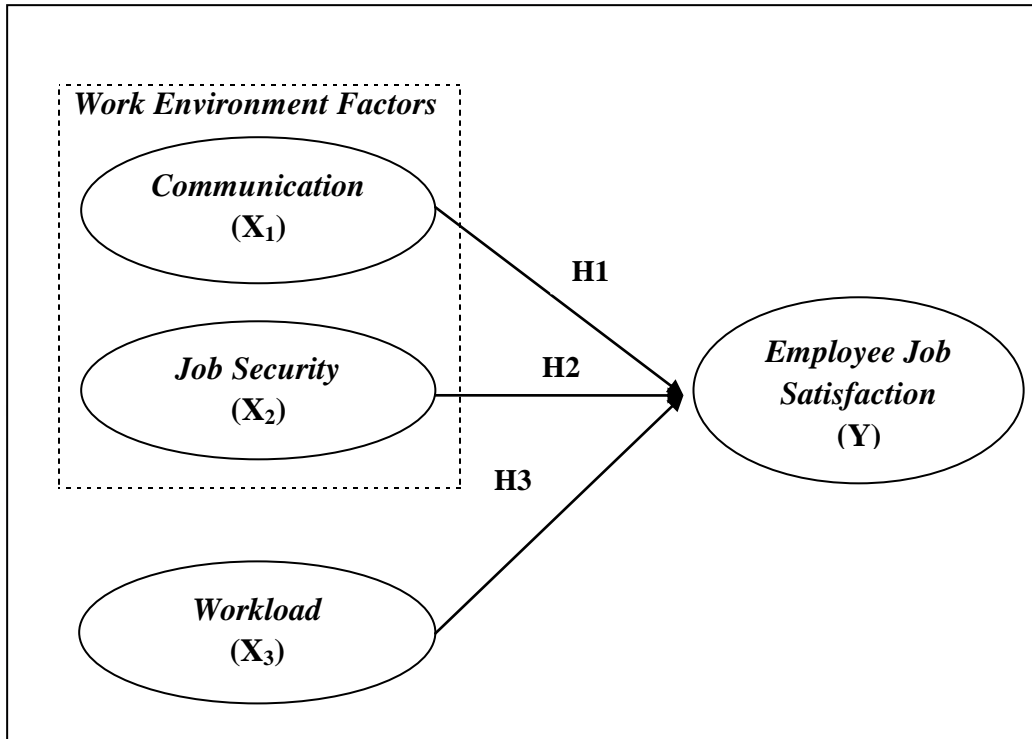 Work Environment Factors
Communication
(X₁)
H1
Job Security
(X₂)
H2
Employee Job
Satisfaction
(Y)
H3
Workload
(X₃)